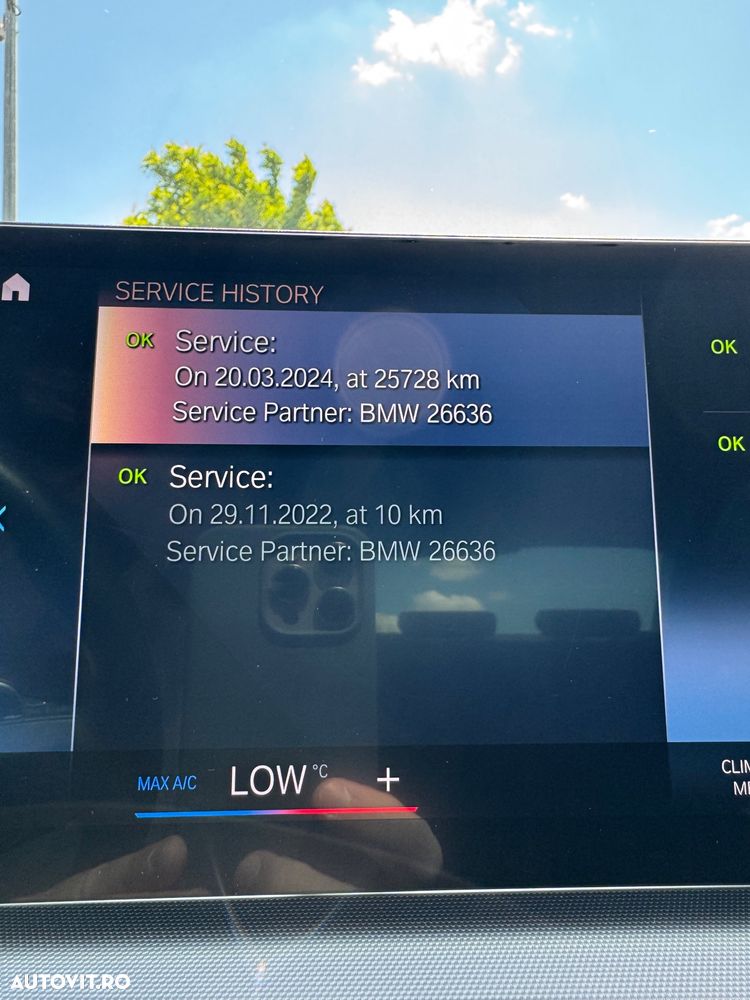 SERVICE HISTORY
OK Service:
On 20.03.2024, at 25728 km
Service Partner: BMW 26636
OK Service:
On 29.11.2022, at 10 km
Service Partner: BMW 26636
OK
OK
MAX A/C LOW °C +
AUTOVIT.RO